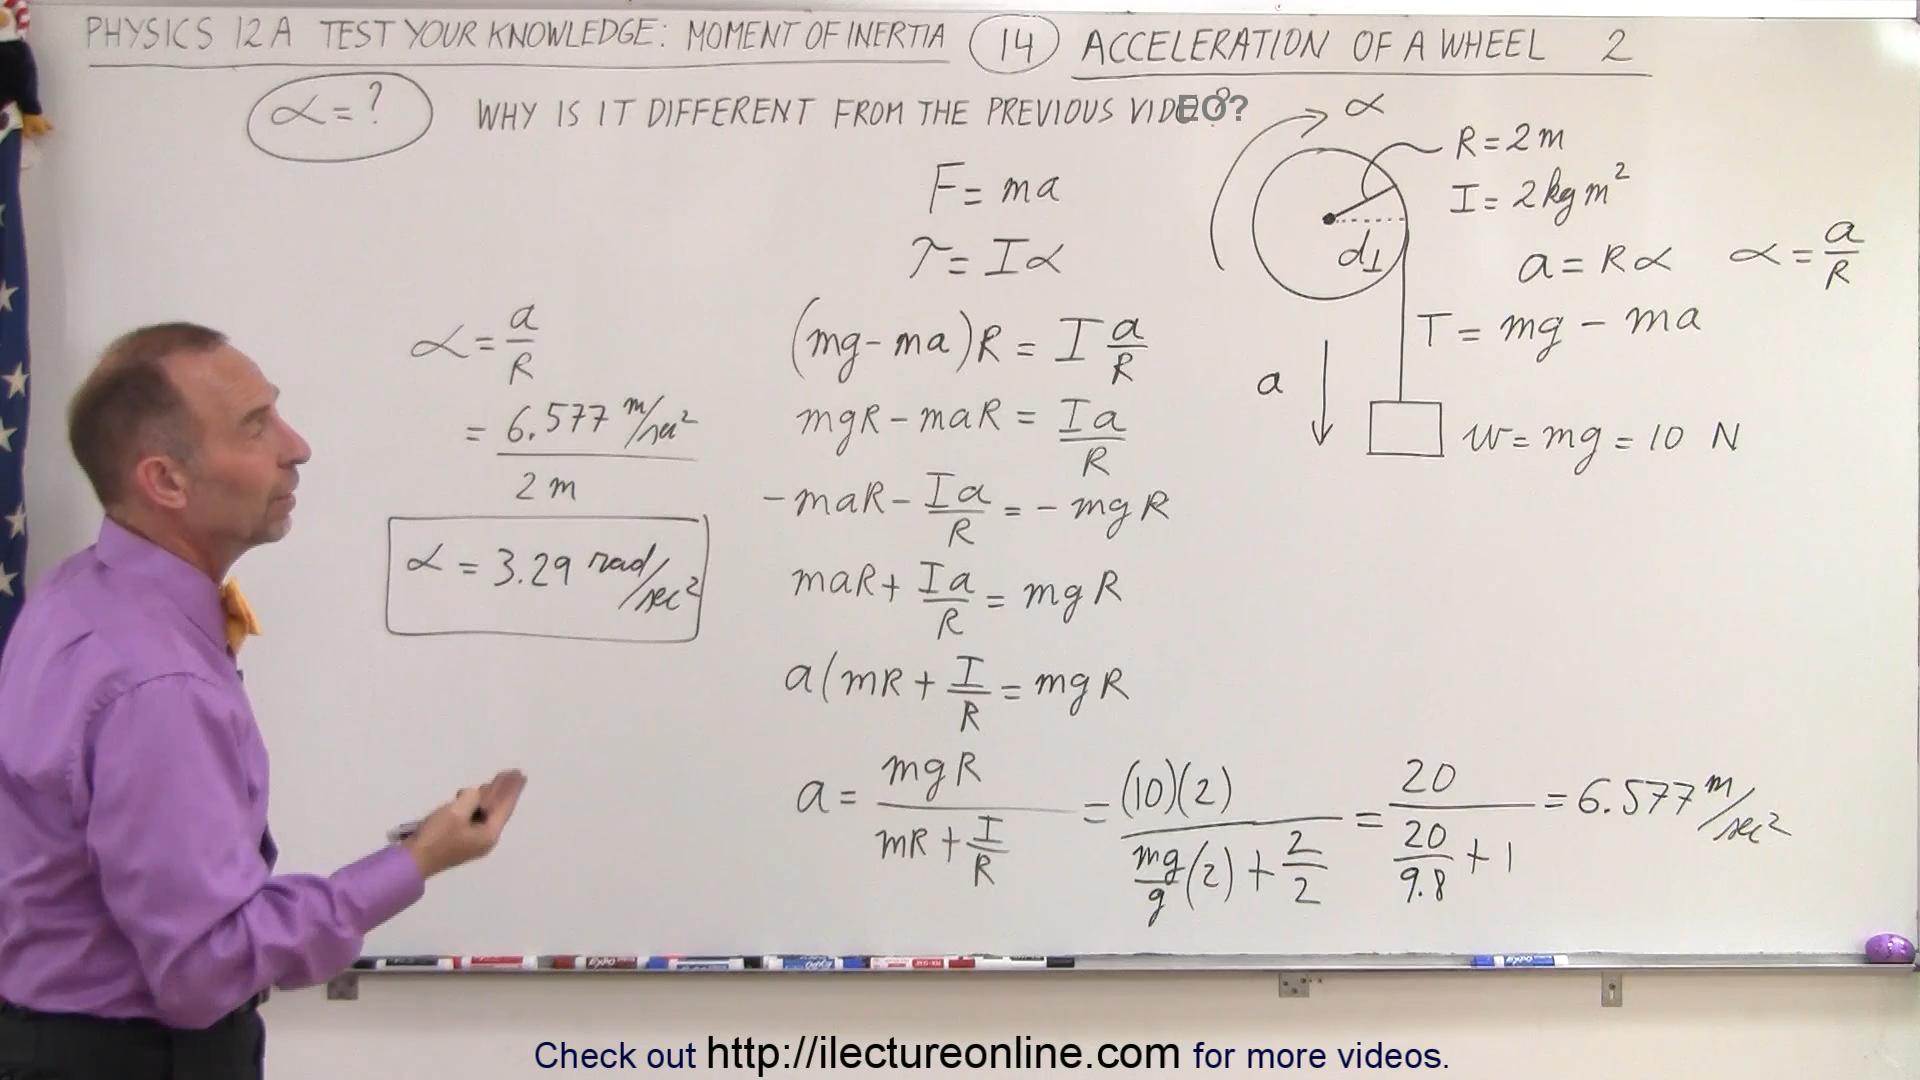 PHYSICS 12A TEST YOUR KNOWLEDGE: MOMENT OF INERTIA 14 ACCELERATION OF A WHEEL 2
α = ? WHY IS IT DIFFERENT FROM THE PREVIOUS VIDEO?
α
R = 2 m
I = 2 kg m²
d⊥
a = Rα α = a/R
T = mg - ma
a
w = mg = 10 N
F = ma
τ = Iα
(mg - ma)R = I a/R
mgR - maR = Ia/R
-maR - Ia/R = -mgR
maR + Ia/R = mgR
a(mR + I/R = mgR
a = mgR/(mR + I/R) = (10)(2)/(mg/g (2) + 2/2) = 20/(20/9.8 + 1) = 6.577 m/sec²
α = a/R
= 6.577 m/sec² / 2 m
α = 3.29 rad/sec²
Check out http://ilectureonline.com for more videos.